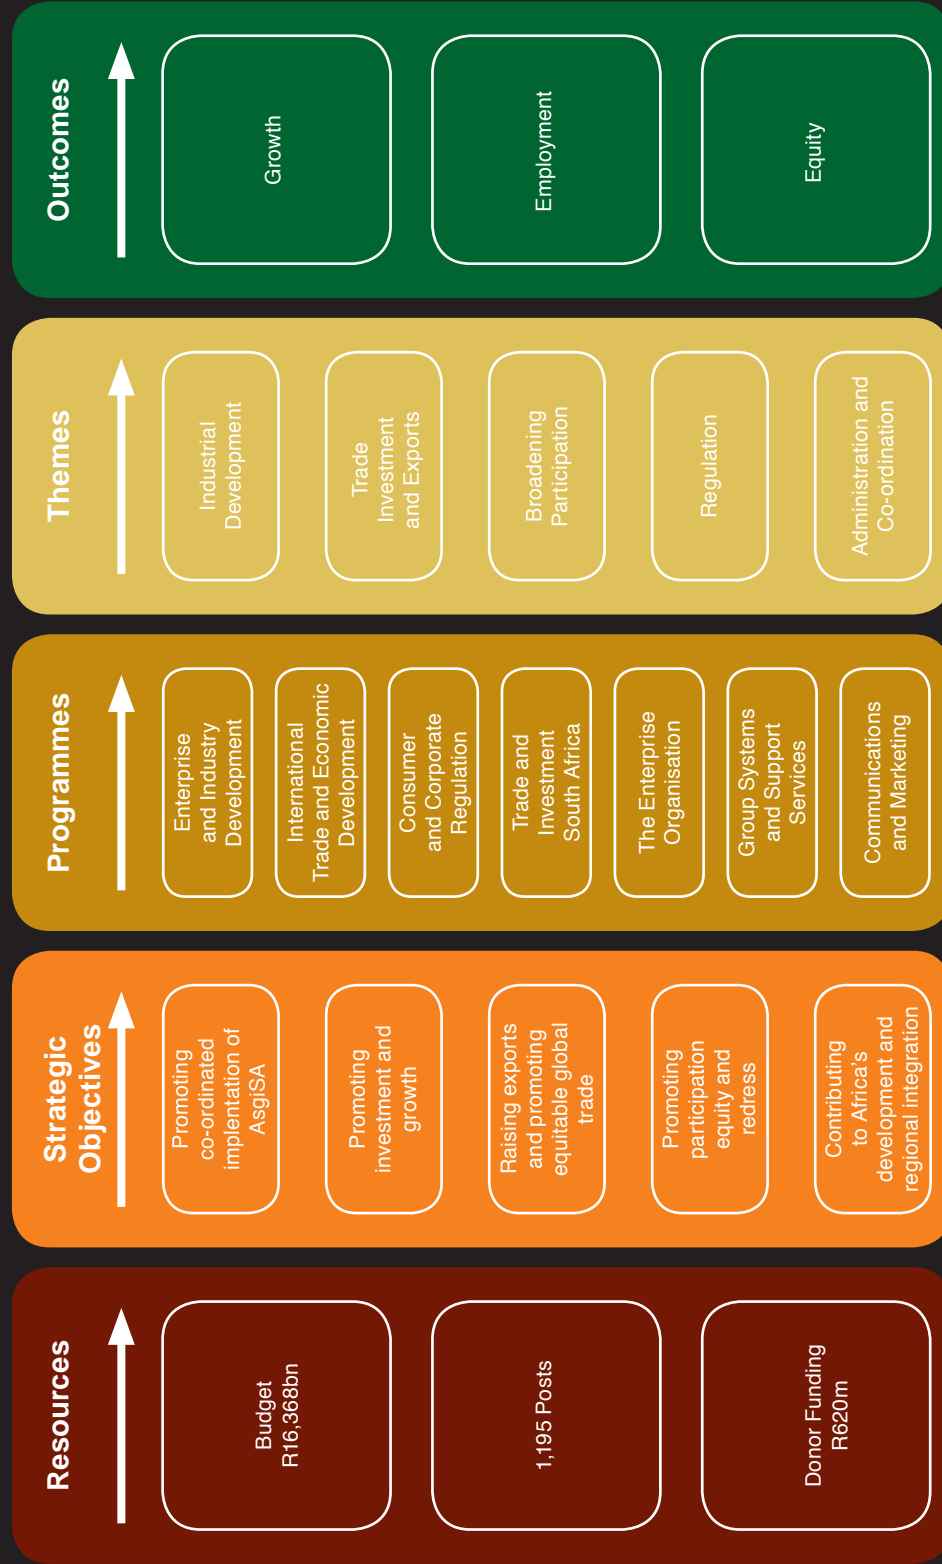 Resources
Budget
R16,368bn
1,195 Posts
Donor Funding
R620m
Strategic
Objectives
Promoting
co-ordinated
implentation of
AsgiSA
Promoting
investment and
growth
Raising exports
and promoting
equitable global
trade
Promoting
participation
equity and
redress
Contributing
to Africa's
development and
regional integration
Programmes
Enterprise
and Industry
Development
International
Trade and Economic
Development
Consumer
and Corporate
Regulation
Trade and
Investment
South Africa
The Enterprise
Organisation
Group Systems
and Support
Services
Communications
and Marketing
Themes
Industrial
Development
Trade
Investment
and Exports
Broadening
Participation
Regulation
Administration and
Co-ordination
Outcomes
Growth
Employment
Equity